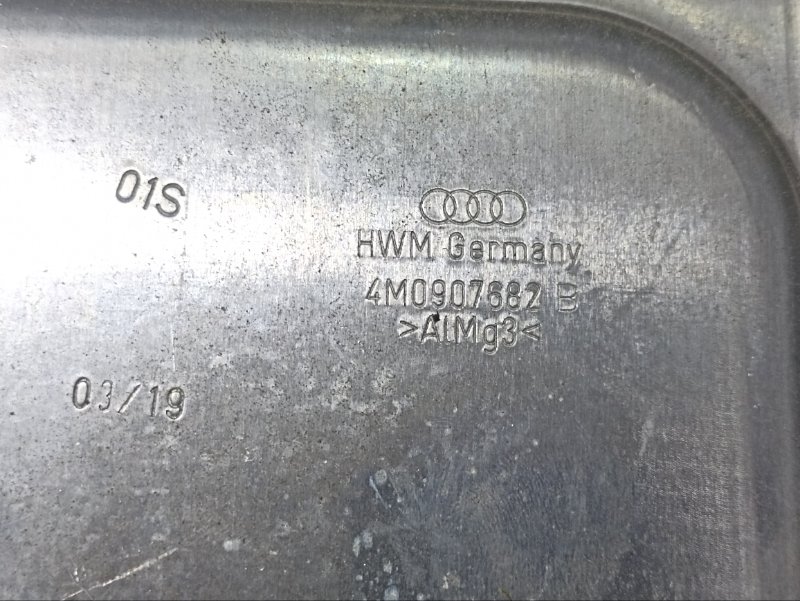 01S
HWM Germany
4M0907682 B
>AlMg3<
03/19